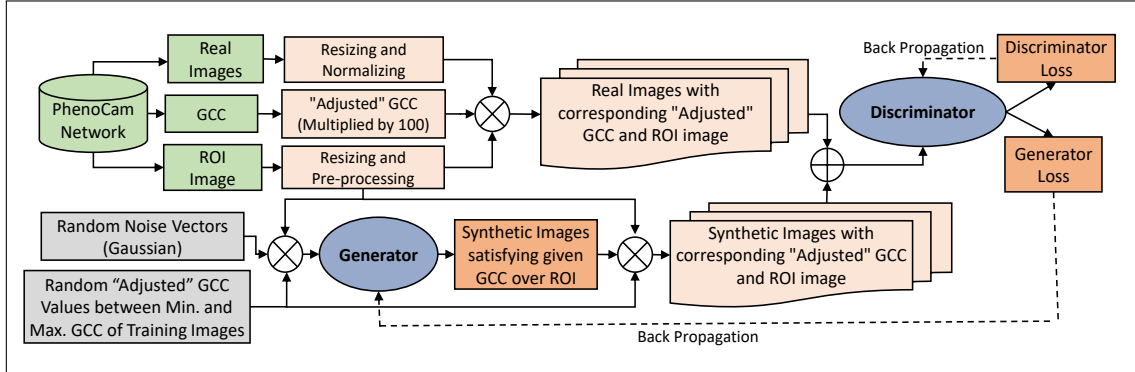 Real
Images
Resizing and
Normalizing
PhenoCam
Network
GCC
"Adjusted" GCC
(Multiplied by 100)
ROI
Image
Resizing and
Pre-processing
Real Images with
corresponding "Adjusted"
GCC and ROI image
Back Propagation
Discriminator
Loss
Discriminator
Generator
Loss
Random Noise Vectors
(Gaussian)
Random “Adjusted” GCC
Values between Min. and
Max. GCC of Training Images
Generator
Synthetic Images
satisfying given
GCC over ROI
Synthetic Images with
corresponding "Adjusted" GCC
and ROI image
Back Propagation